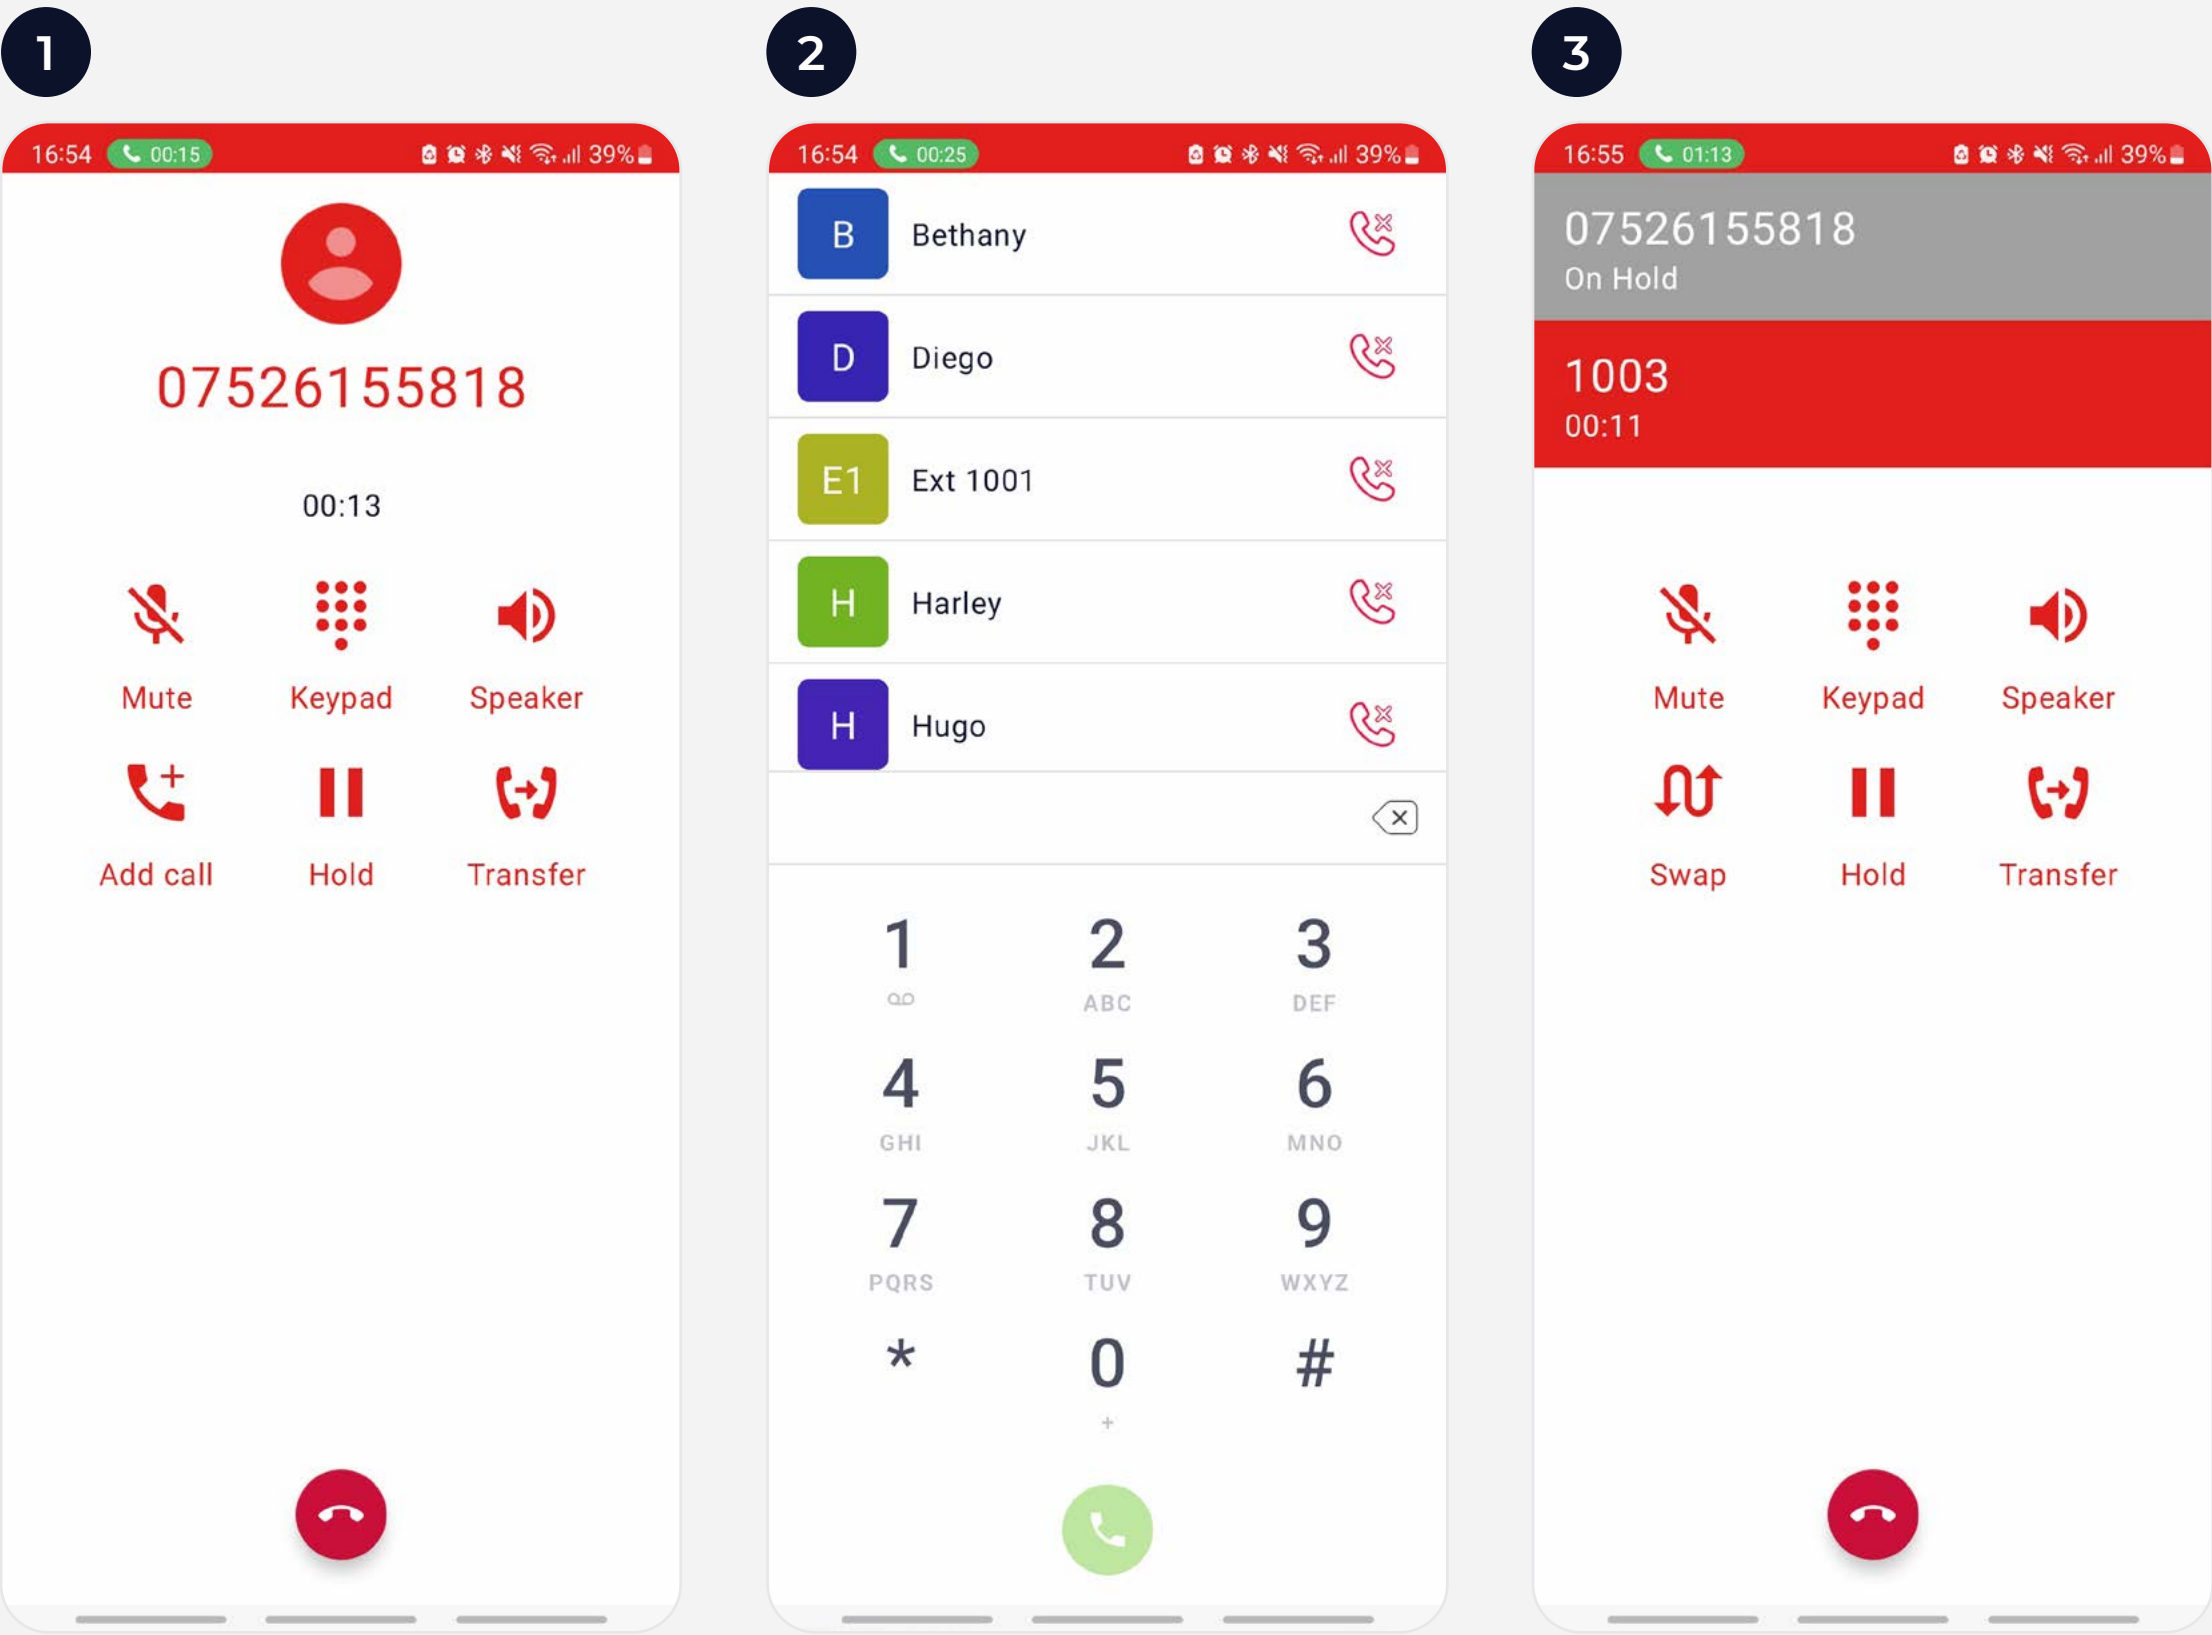 1
16:54 00:15 39%
07526155818
00:13
Mute Keypad Speaker
Add call Hold Transfer
2
16:54 00:25 39%
B Bethany
D Diego
E1 Ext 1001
H Harley
H Hugo
1 2 3
ABC DEF
4 5 6
GHI JKL MNO
7 8 9
PQRS TUV WXYZ
* 0 #
+
3
16:55 01:13 39%
07526155818
On Hold
1003
00:11
Mute Keypad Speaker
Swap Hold Transfer